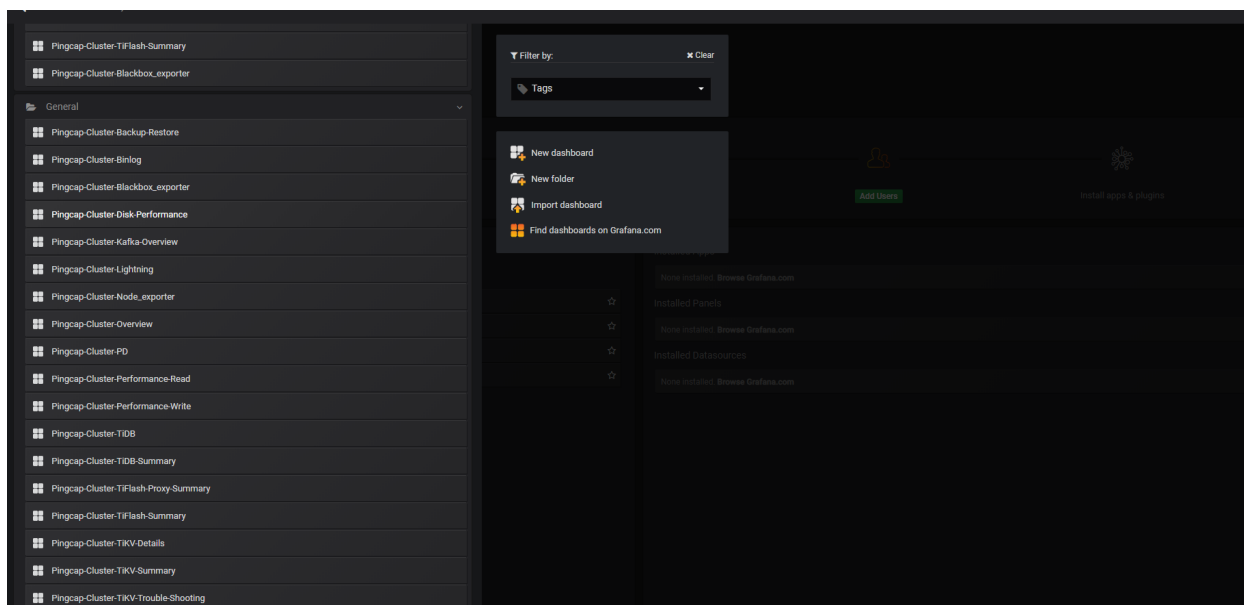 Pingcap-Cluster-TiFlash-Summary
Pingcap-Cluster-Blackbox_exporter
General
Pingcap-Cluster-Backup-Restore
Pingcap-Cluster-Binlog
Pingcap-Cluster-Blackbox_exporter
Pingcap-Cluster-Disk-Performance
Pingcap-Cluster-Kafka-Overview
Pingcap-Cluster-Lightning
Pingcap-Cluster-Node_exporter
Pingcap-Cluster-Overview
Pingcap-Cluster-PD
Pingcap-Cluster-Performance-Read
Pingcap-Cluster-Performance-Write
Pingcap-Cluster-TiDB
Pingcap-Cluster-TiDB-Summary
Pingcap-Cluster-TiFlash-Proxy-Summary
Pingcap-Cluster-TiFlash-Summary
Pingcap-Cluster-TiKV-Details
Pingcap-Cluster-TiKV-Summary
Pingcap-Cluster-TiKV-Trouble-Shooting
Filter by: Clear
Tags
New dashboard
New folder
Import dashboard
Find dashboards on Grafana.com
Add Users
Install apps & plugins
None installed. Browse Grafana.com
Installed Panels
None installed. Browse Grafana.com
Installed Datasources
None installed. Browse Grafana.com